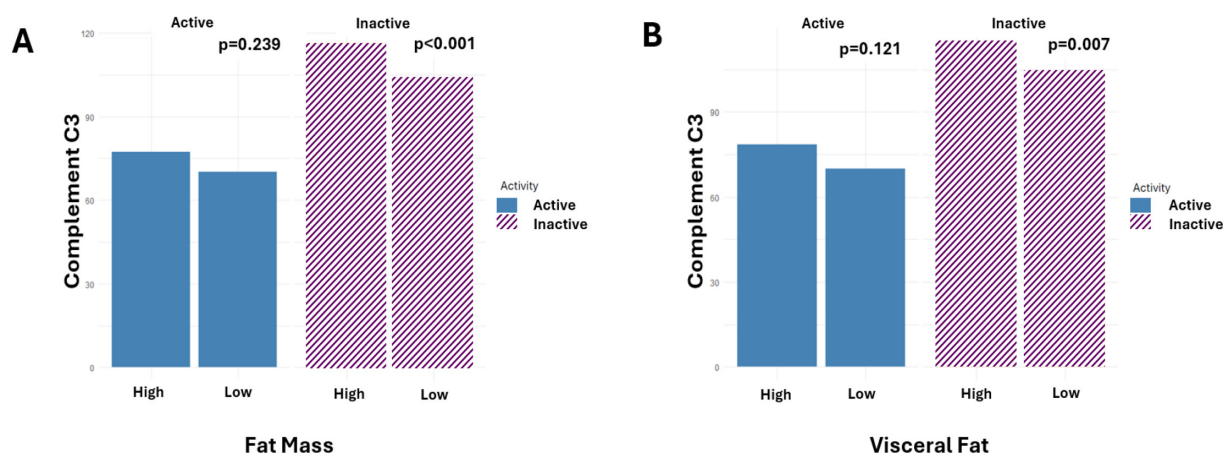 A
Active
Inactive
p=0.239
p<0.001
Complement C3
120
90
60
30
0
High
Low
High
Low
Fat Mass
Activity
Active
Inactive
B
Active
Inactive
p=0.121
p=0.007
Complement C3
90
60
30
0
High
Low
High
Low
Visceral Fat
Activity
Active
Inactive